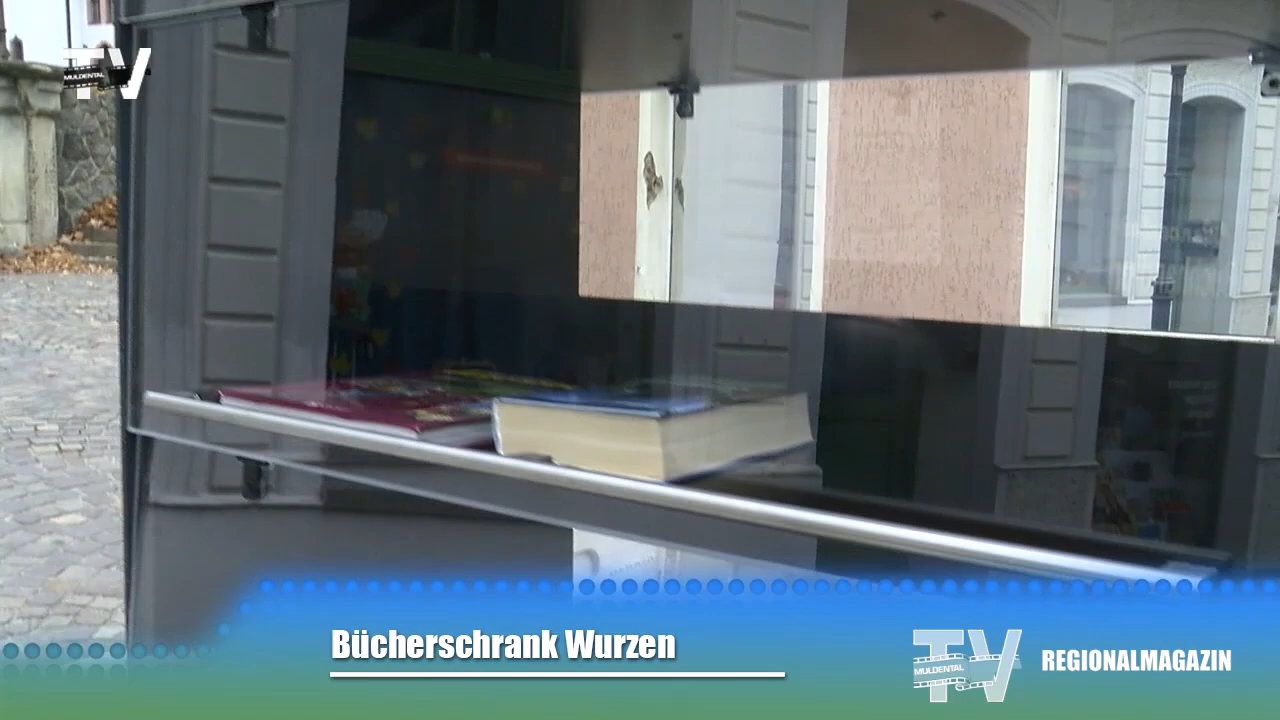 TV
MULDENTAL
Bücherschrank Wurzen
TV
MULDENTAL
REGIONALMAGAZIN